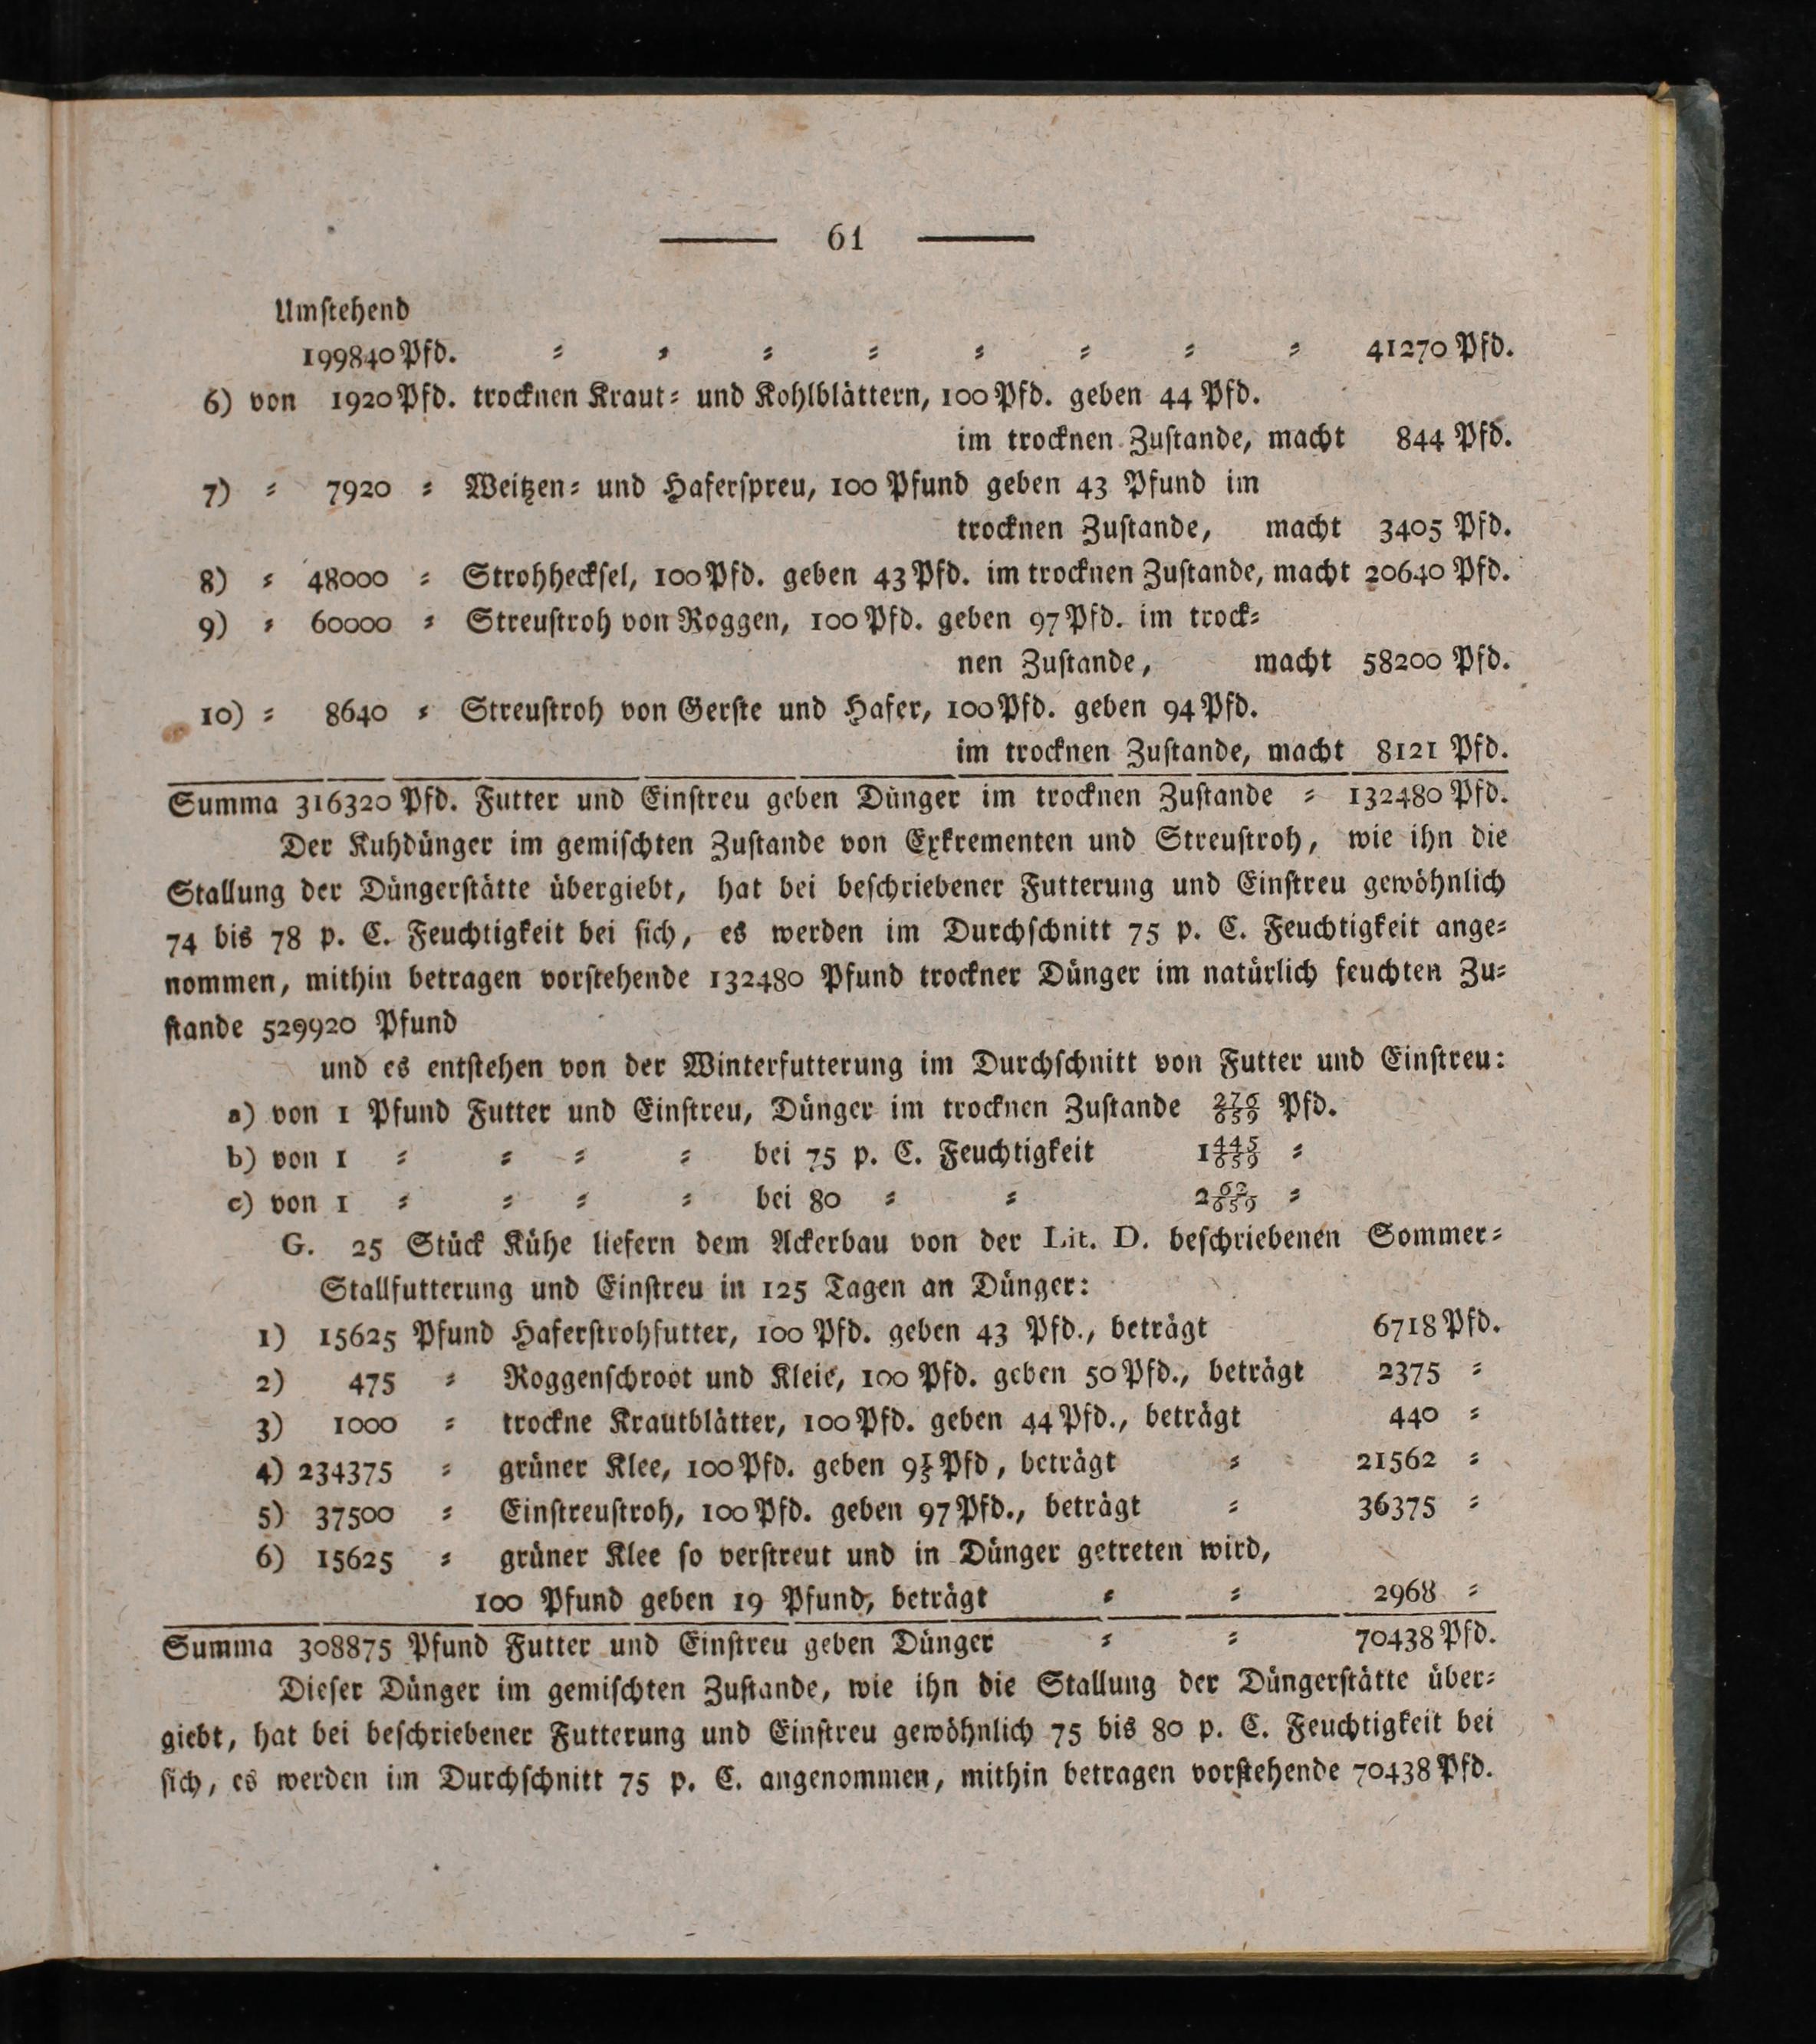 61
Umstehend
199840 Pfd. ⸗ ⸗ ⸗ ⸗ ⸗ ⸗ ⸗ ⸗ 41270 Pfd.
6) von 1920 Pfd. trocknen Kraut⸗ und Kohlblättern, 100 Pfd. geben 44 Pfd.
im trocknen Zustande, macht 844 Pfd.
7) ⸗ 7920 ⸗ Weitzen⸗ und Haferspreu, 100 Pfund geben 43 Pfund im
trocknen Zustande, macht 3405 Pfd.
8) ⸗ 48000 ⸗ Strohhecksel, 100 Pfd. geben 43 Pfd. im trocknen Zustande, macht 20640 Pfd.
9) ⸗ 60000 ⸗ Streustroh von Roggen, 100 Pfd. geben 97 Pfd. im trock⸗
nen Zustande, macht 58200 Pfd.
10) ⸗ 8640 ⸗ Streustroh von Gerste und Hafer, 100 Pfd. geben 94 Pfd.
im trocknen Zustande, macht 8121 Pfd.
Summa 316320 Pfd. Futter und Einstreu geben Dünger im trocknen Zustande ⸗ 132480 Pfd.
Der Kuhdünger im gemischten Zustande von Exkrementen und Streustroh, wie ihn die
Stallung der Düngerstätte übergiebt, hat bei beschriebener Futterung und Einstreu gewöhnlich
74 bis 78 p. C. Feuchtigkeit bei sich, es werden im Durchschnitt 75 p. C. Feuchtigkeit ange⸗
nommen, mithin betragen vorstehende 132480 Pfund trockner Dünger im natürlich feuchten Zu⸗
stande 529920 Pfund
und es entstehen von der Winterfutterung im Durchschnitt von Futter und Einstreu:
a) von 1 Pfund Futter und Einstreu, Dünger im trocknen Zustande 276/659 Pfd.
b) von 1 ⸗ ⸗ ⸗ ⸗ bei 75 p. C. Feuchtigkeit 1 445/659 ⸗
c) von 1 ⸗ ⸗ ⸗ ⸗ bei 80 ⸗ ⸗ 2 62/659 ⸗
G. 25 Stück Kühe liefern dem Ackerbau von der Lit. D. beschriebenen Sommer⸗
Stallfutterung und Einstreu in 125 Tagen an Dünger:
1) 15625 Pfund Haferstrohfutter, 100 Pfd. geben 43 Pfd., beträgt 6718 Pfd.
2) 475 ⸗ Roggenschroot und Kleie, 100 Pfd. geben 50 Pfd., beträgt 2375 ⸗
3) 1000 ⸗ trockne Krautblätter, 100 Pfd. geben 44 Pfd., beträgt 440 ⸗
4) 234375 ⸗ grüner Klee, 100 Pfd. geben 9 1/5 Pfd, beträgt ⸗ 21562 ⸗
5) 37500 ⸗ Einstreustroh, 100 Pfd. geben 97 Pfd., beträgt ⸗ 36375 ⸗
6) 15625 ⸗ grüner Klee so verstreut und in Dünger getreten wird,
100 Pfund geben 19 Pfund, beträgt ⸗ ⸗ 2968 ⸗
Summa 308875 Pfund Futter und Einstreu geben Dünger ⸗ ⸗ 70438 Pfd.
Dieser Dünger im gemischten Zustande, wie ihn die Stallung der Düngerstätte über⸗
giebt, hat bei beschriebener Futterung und Einstreu gewöhnlich 75 bis 80 p. C. Feuchtigkeit bei
sich, es werden im Durchschnitt 75 p. C. angenommen, mithin betragen vorstehende 70438 Pfd.